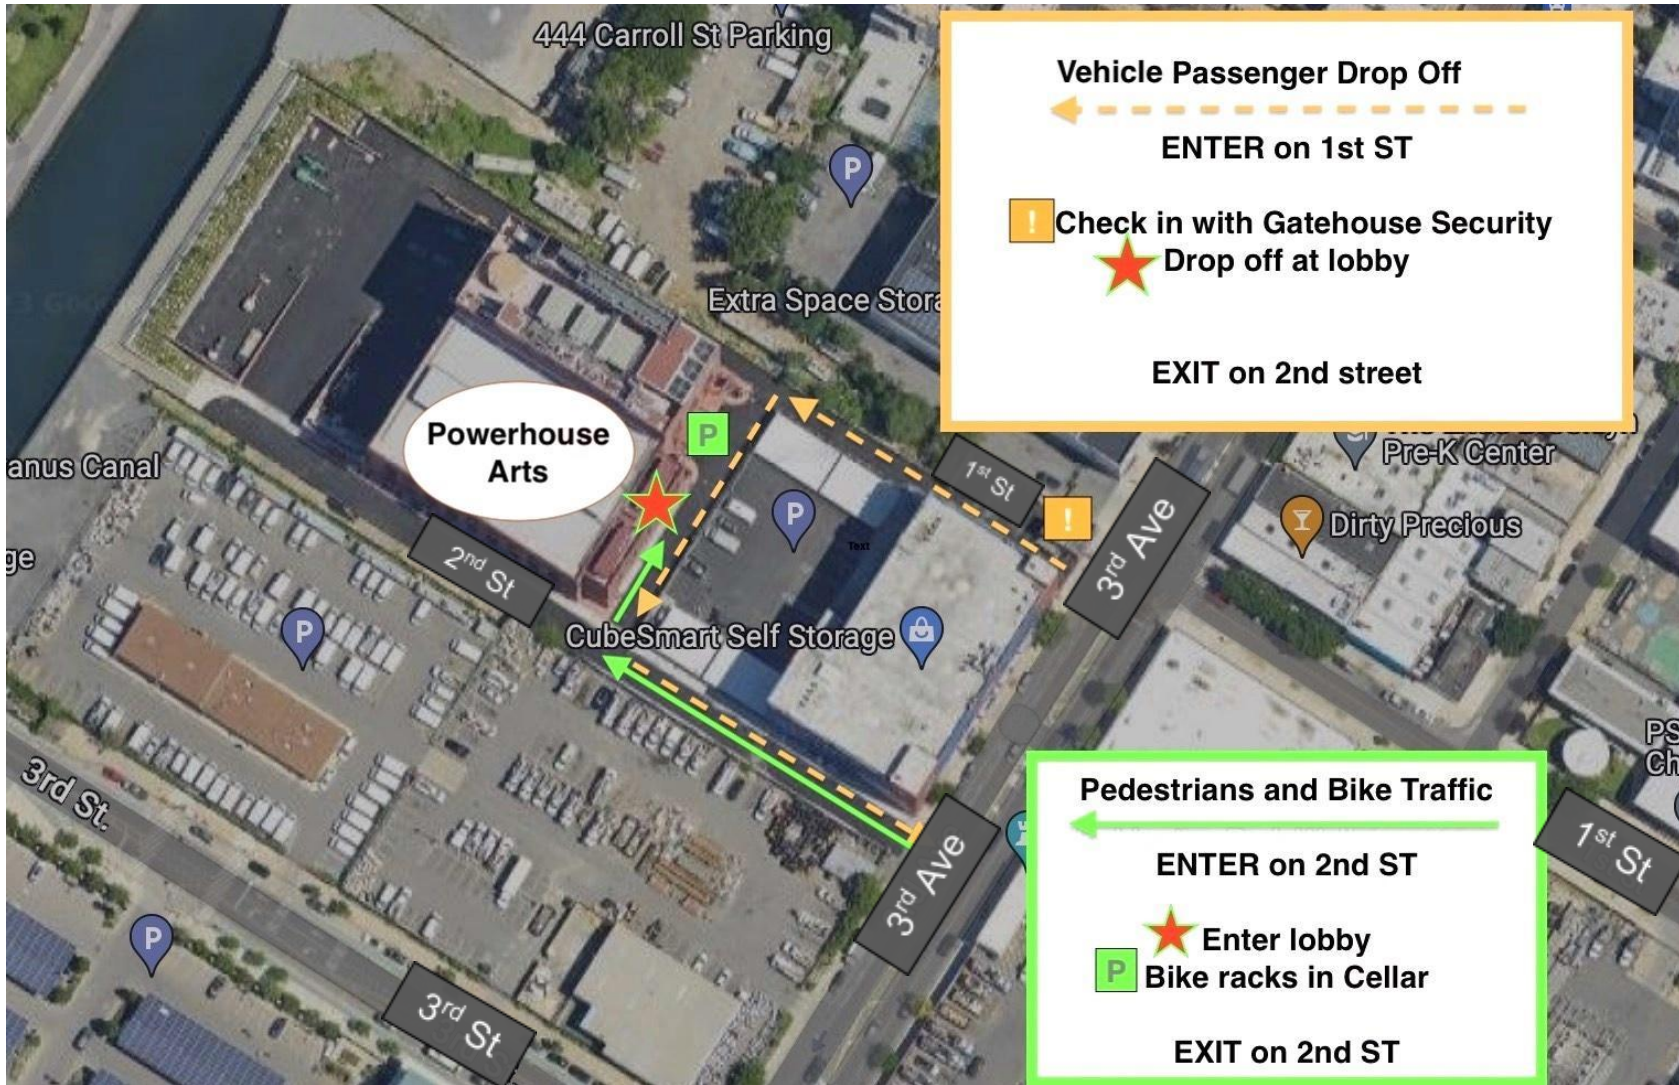 444 Carroll St Parking
Vehicle Passenger Drop Off
ENTER on 1st ST
! Check in with Gatehouse Security
Drop off at lobby
EXIT on 2nd street
P
Extra Space Stora
Powerhouse
Arts
P
Pre-K Center
anus Canal
1st St
!
P
Dirty Precious
3rd Ave
Text
ge
2nd St
P
CubeSmart Self Storage
PS
Ch
3rd St.
Pedestrians and Bike Traffic
ENTER on 2nd ST
3rd Ave
1st St
Enter lobby
P Bike racks in Cellar
P
3rd St
EXIT on 2nd ST